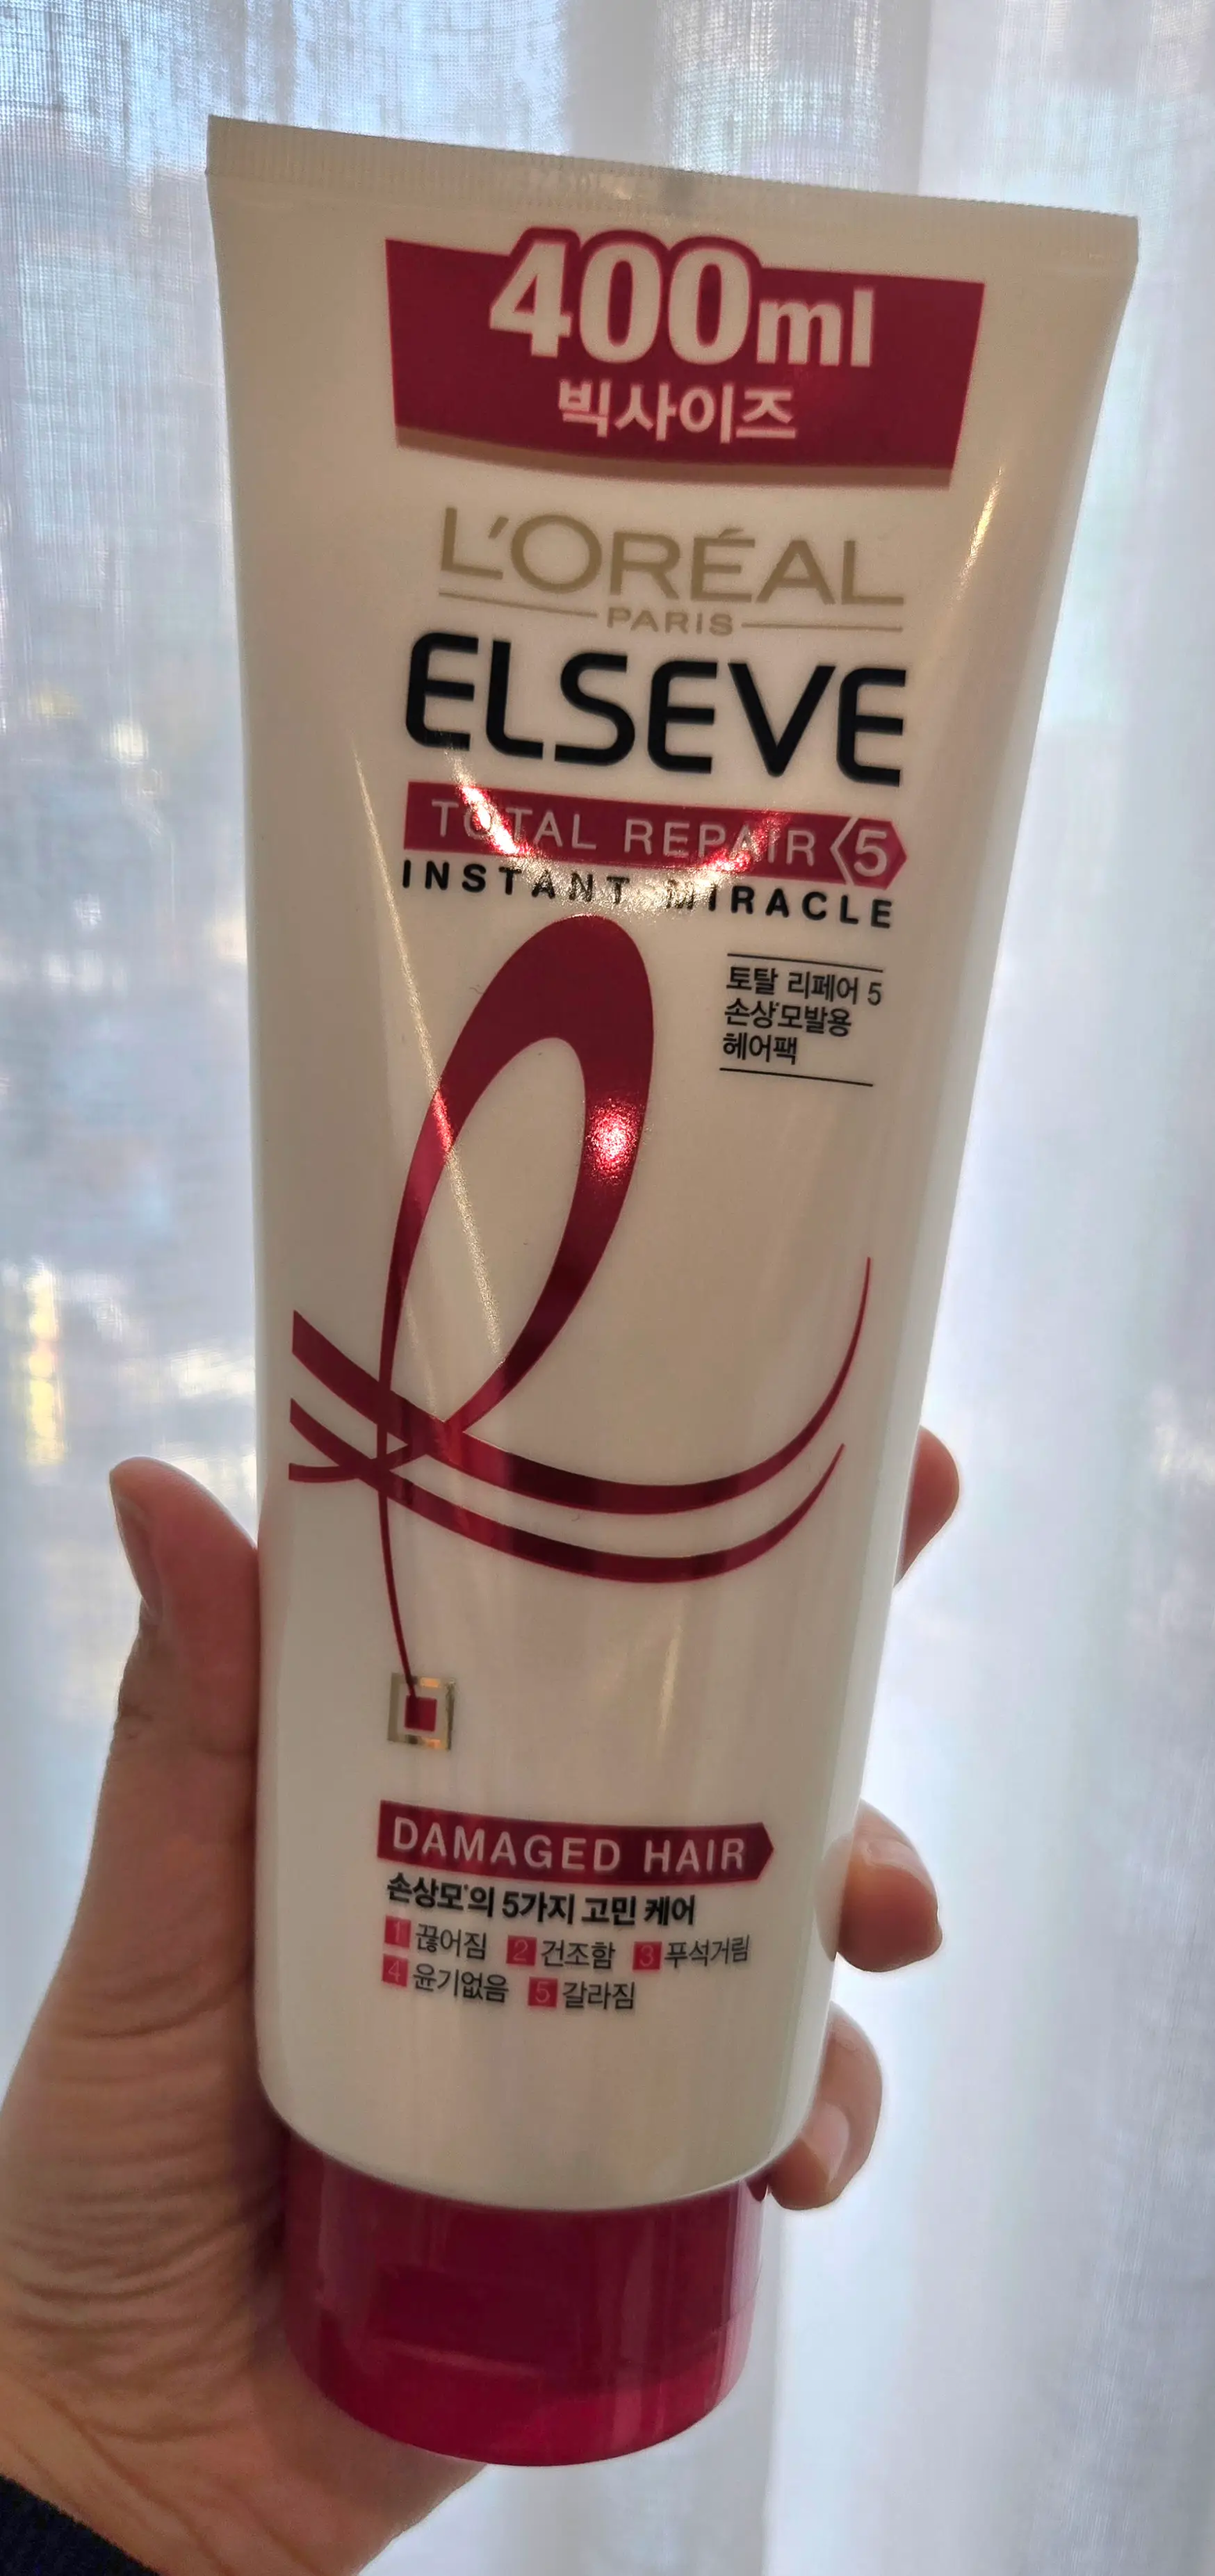 400ml
빅사이즈
L'ORÉAL
PARIS
ELSEVE
TOTAL REPAIR 5
INSTANT MIRACLE
토탈 리페어 5
손상*모발용
헤어팩
DAMAGED HAIR
손상모*의 5가지 고민 케어
1 끊어짐 2 건조함 3 푸석거림
4 윤기없음 5 갈라짐